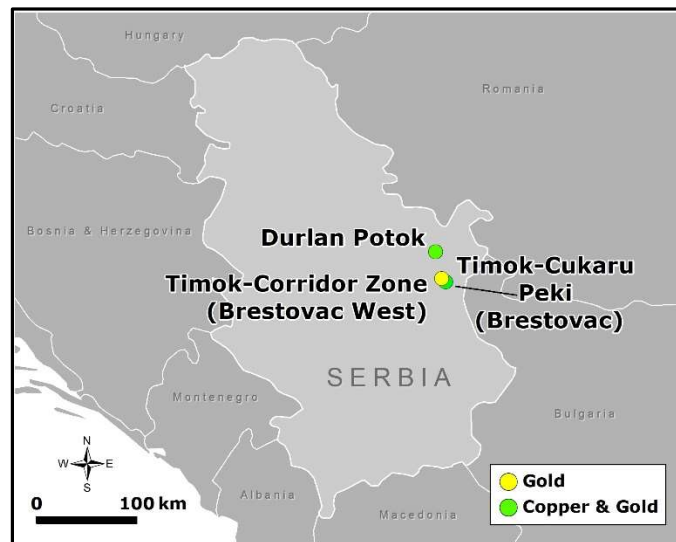 Hungary
Croatia
Romania
Bosnia & Herzegovina
Durlan Potok
Timok-Corridor Zone
(Brestovac West)
Timok-Cukaru
Peki
(Brestovac)
SERBIA
Montenegro
Bulgaria
Albania
Macedonia
N
W E
S
0 100 km
Gold
Copper & Gold